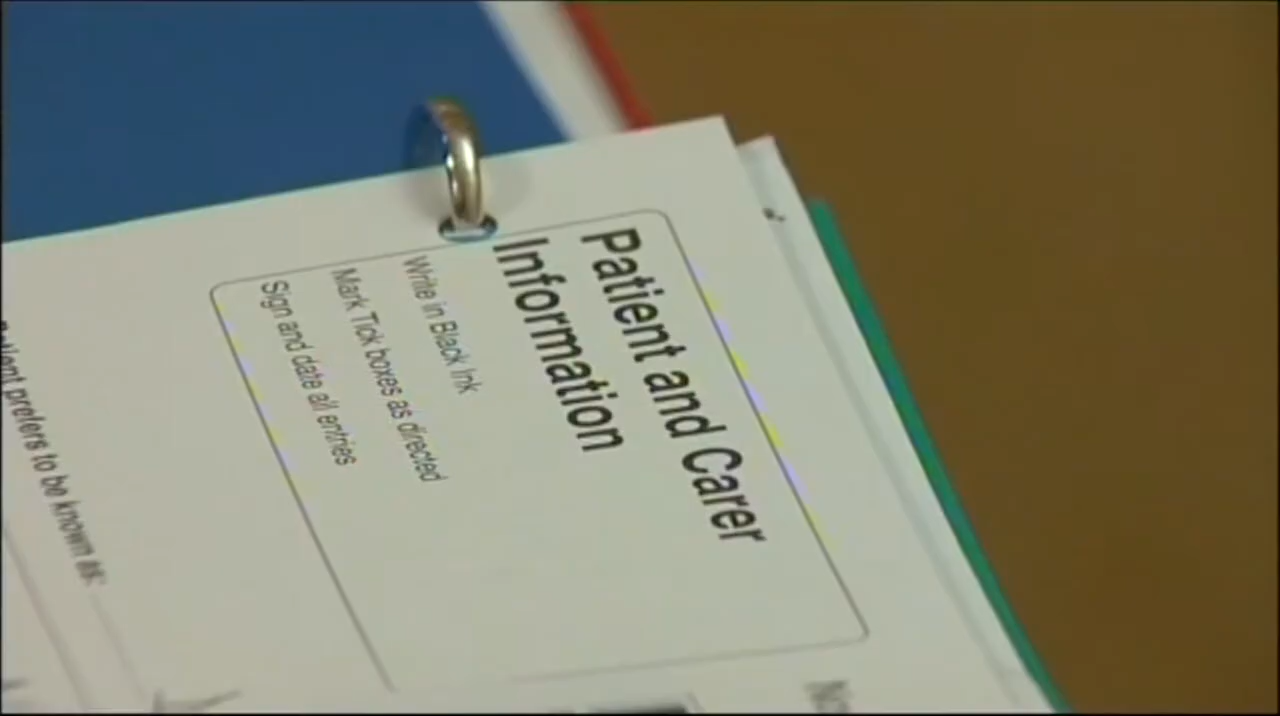 Patient and Carer
Information
Write in Black Ink
Mark Tick boxes as directed
Sign and date all entries
prefers to be known as: